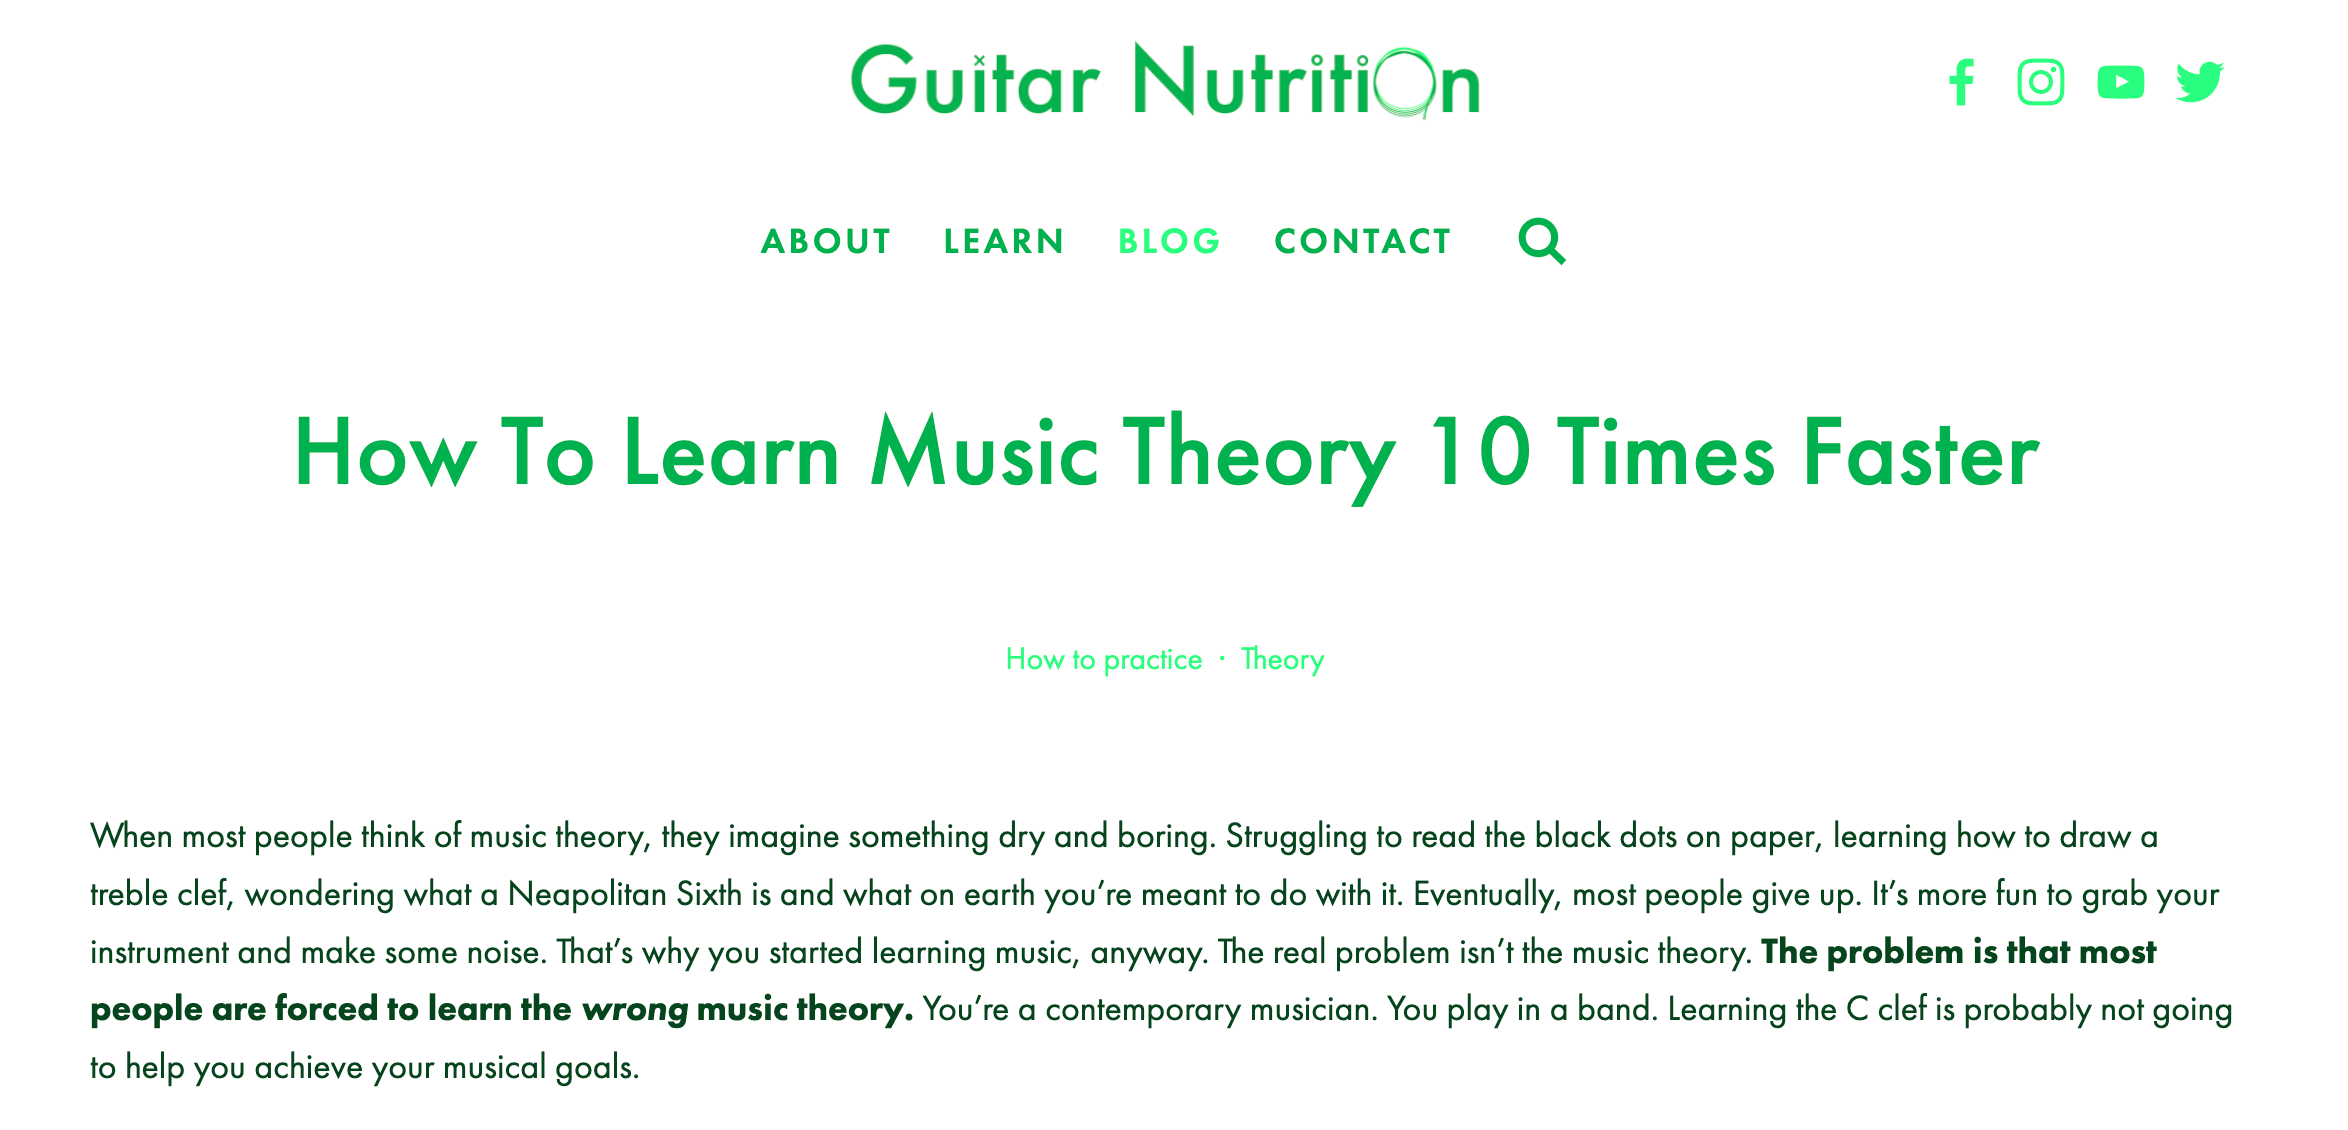 Guitar Nutrition
ABOUT LEARN BLOG CONTACT
How To Learn Music Theory 10 Times Faster
How to practice · Theory
When most people think of music theory, they imagine something dry and boring. Struggling to read the black dots on paper, learning how to draw a
treble clef, wondering what a Neapolitan Sixth is and what on earth you’re meant to do with it. Eventually, most people give up. It’s more fun to grab your
instrument and make some noise. That’s why you started learning music, anyway. The real problem isn’t the music theory. The problem is that most
people are forced to learn the wrong music theory. You’re a contemporary musician. You play in a band. Learning the C clef is probably not going
to help you achieve your musical goals.